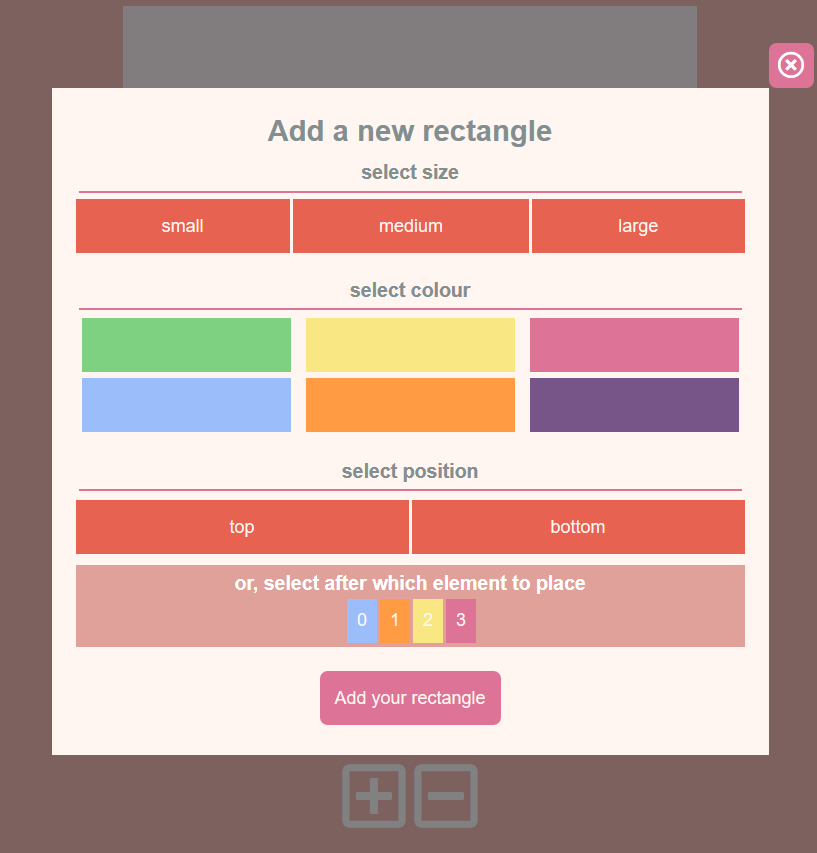 Add a new rectangle
select size
small medium large
select colour
select position
top bottom
or, select after which element to place
0 1 2 3
Add your rectangle